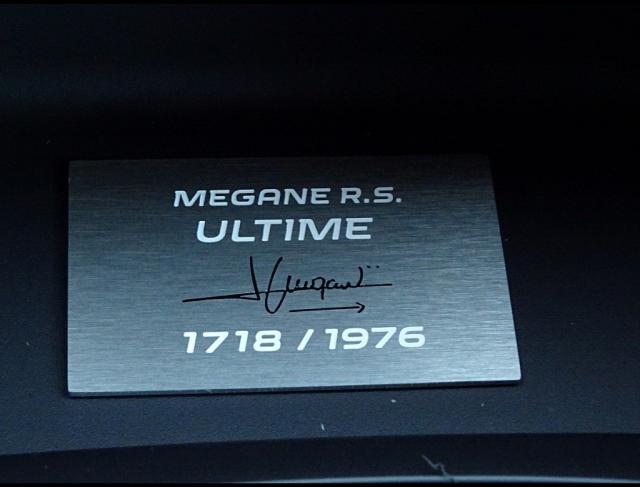 MEGANE R.S.
ULTIME
1718 / 1976